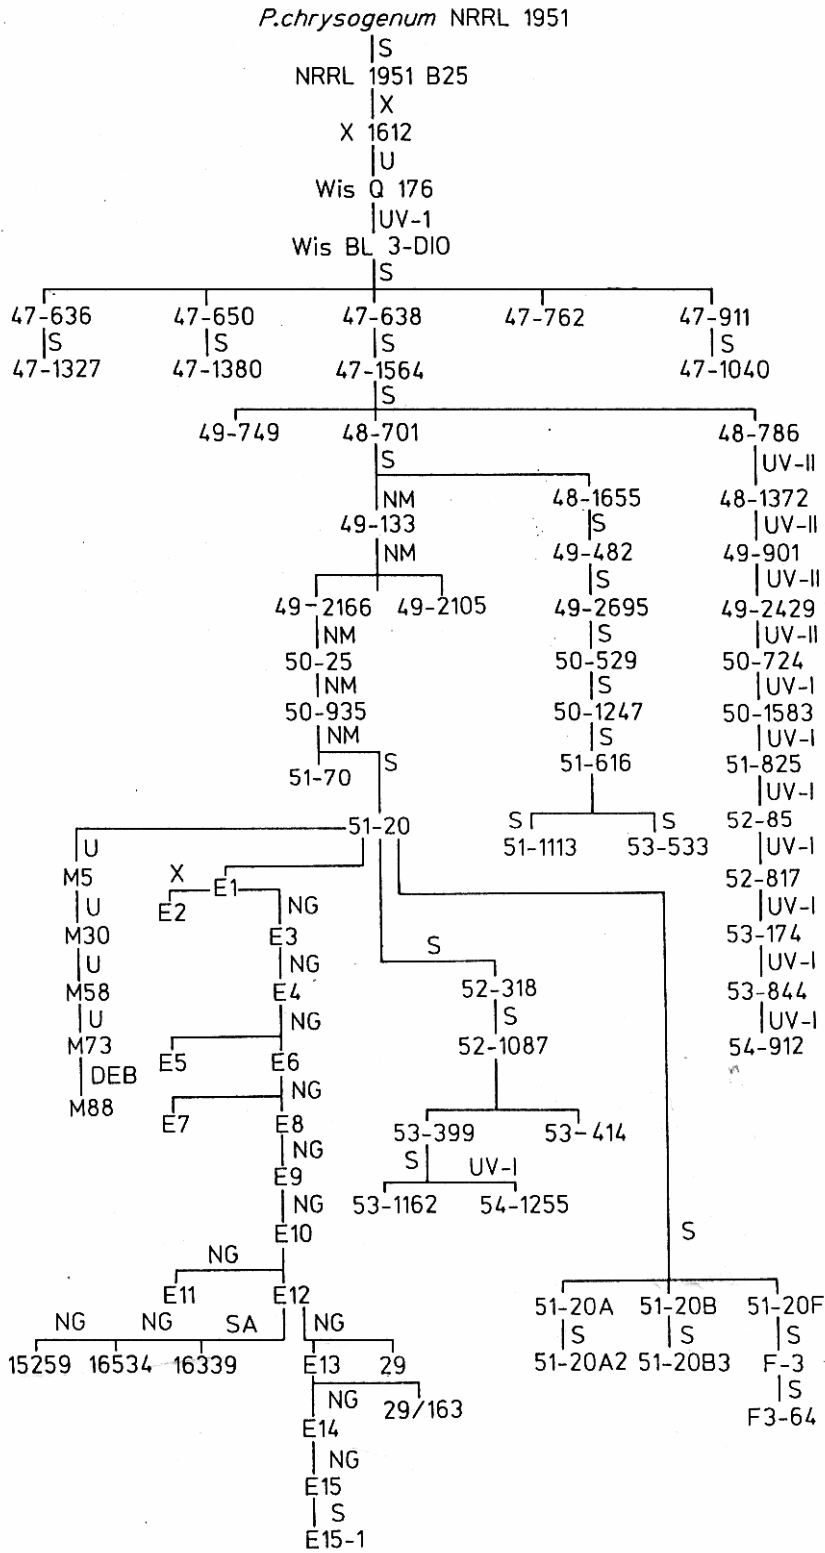 P.chrysogenum NRRL 1951
S
NRRL 1951 B25
X
X 1612
U
Wis Q 176
UV-1
Wis BL 3-DIO
S
47-636 47-650 47-638 47-762 47-911
S S S S
47-1327 47-1380 47-1564 47-1040
S
49-749 48-701 48-786
S UV-II
NM 48-1655 48-1372
49-133 S UV-II
NM 49-482 49-901
S UV-II
49-2166 49-2105 49-2695 49-2429
NM S UV-II
50-25 50-529 50-724
NM S UV-I
50-935 50-1247 50-1583
NM S UV-I
51-70 S 51-616 51-825
UV-I
51-20 S S 52-85
U 51-1113 53-533 UV-I
M5 X E1 52-817
U E2 NG UV-I
M30 E3 53-174
U NG S UV-I
M58 E4 52-318 53-844
U NG S UV-I
M73 E5 E6 52-1087 54-912
DEB NG
M88 E7 E8 53-399 53-414
NG S UV-I
E9 53-1162 54-1255
NG
E10 S
NG
E11 E12 51-20A 51-20B 51-20F
NG NG SA NG S S S
15259 16534 16339 E13 29 51-20A2 51-20B3 F-3
NG S
29/163 F3-64
E14
NG
E15
S
E15-1